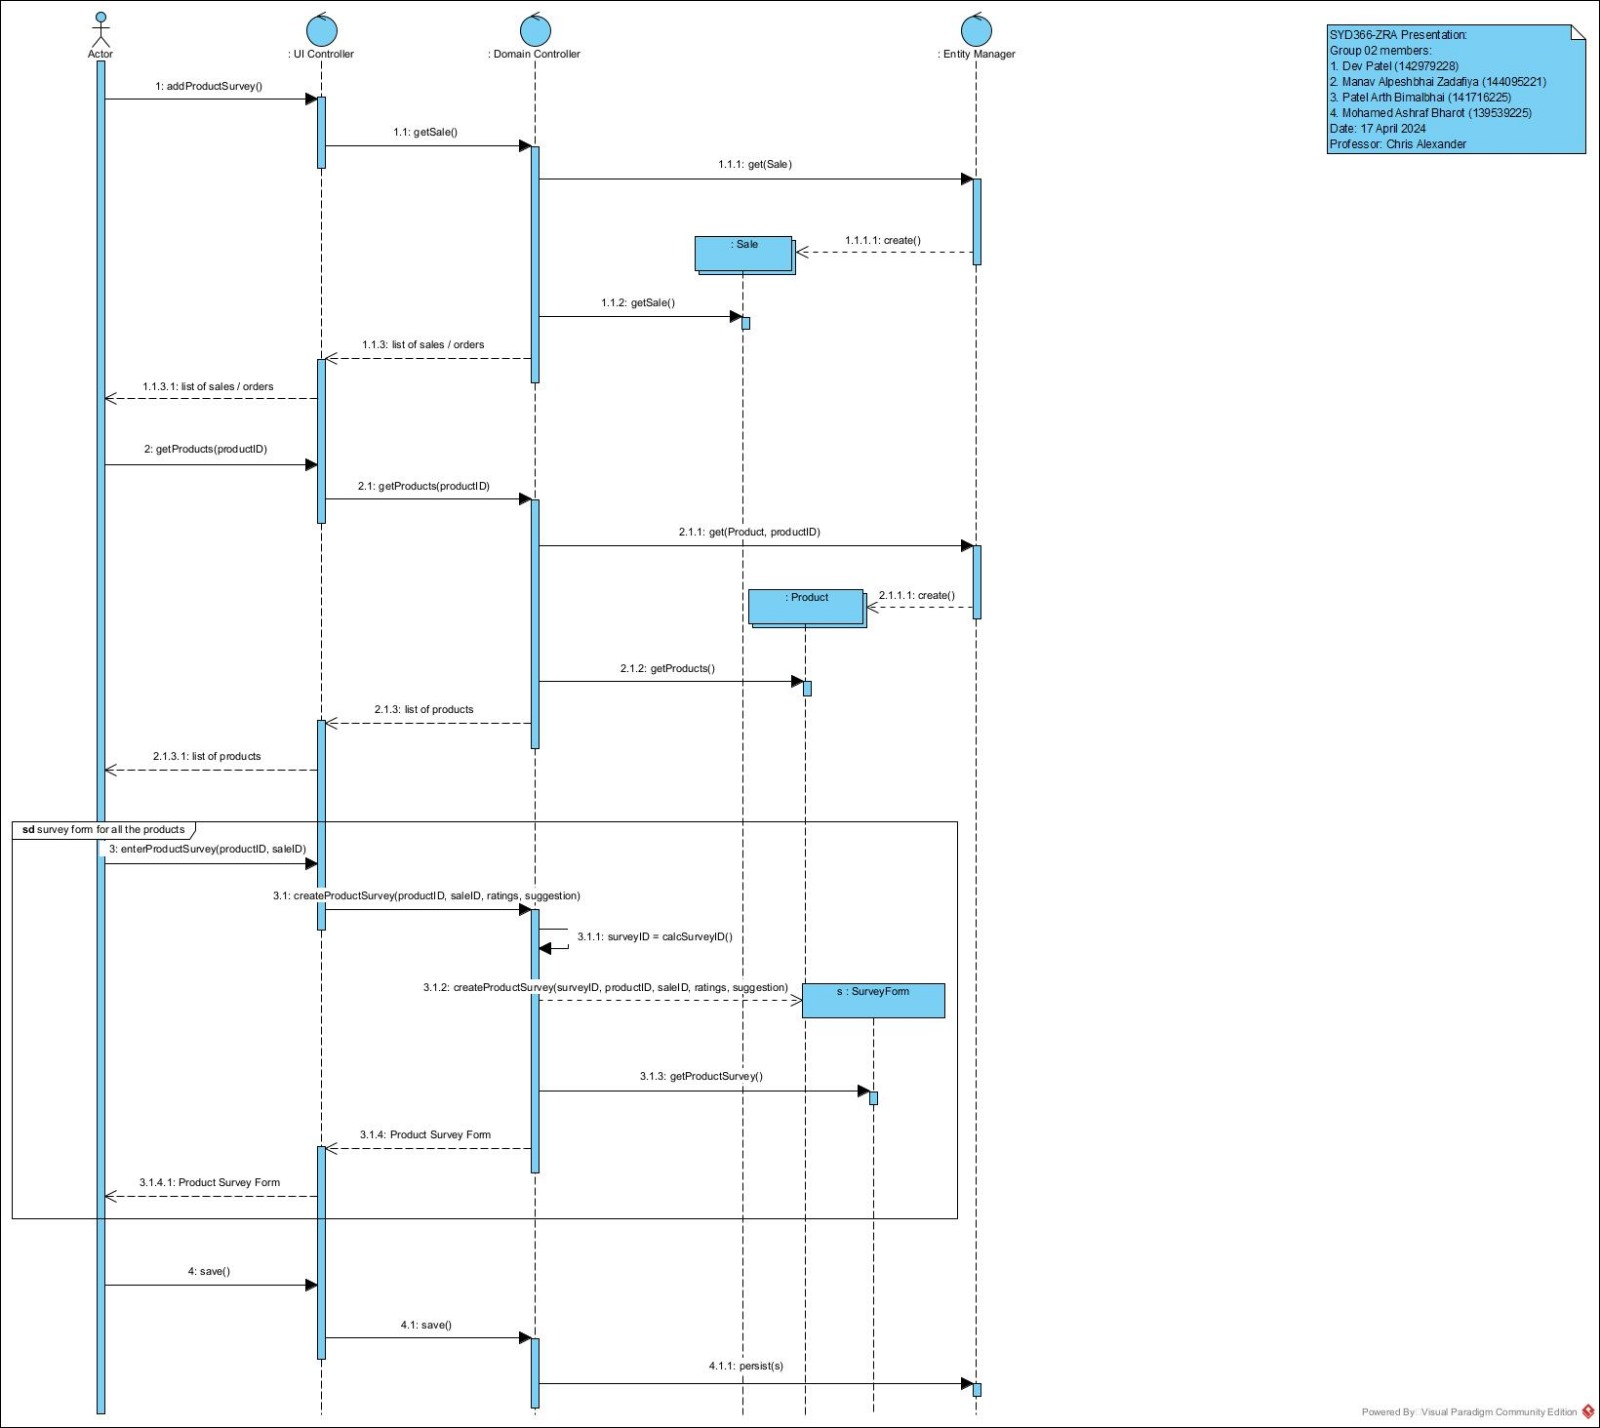 Actor
: UI Controller
: Domain Controller
: Entity Manager
SYD366-ZRA Presentation:
Group 02 members:
1. Dev Patel (142979228)
2. Manav Alpeshbhai Zadafiya (144095221)
3. Patel Arth Bimalbhai (141716225)
4. Mohamed Ashraf Bharot (139539225)
Date: 17 April 2024
Professor: Chris Alexander
1: addProductSurvey()
1.1: getSale()
1.1.1: get(Sale)
: Sale
1.1.1.1: create()
1.1.2: getSale()
1.1.3: list of sales / orders
1.1.3.1: list of sales / orders
2: getProducts(productID)
2.1: getProducts(productID)
2.1.1: get(Product, productID)
: Product
2.1.1.1: create()
2.1.2: getProducts()
2.1.3: list of products
2.1.3.1: list of products
sd survey form for all the products
3: enterProductSurvey(productID, saleID)
3.1: createProductSurvey(productID, saleID, ratings, suggestion)
3.1.1: surveyID = calcSurveyID()
3.1.2: createProductSurvey(surveyID, productID, saleID, ratings, suggestion)
s : SurveyForm
3.1.3: getProductSurvey()
3.1.4: Product Survey Form
3.1.4.1: Product Survey Form
4: save()
4.1: save()
4.1.1: persist(s)
Powered By: Visual Paradigm Community Edition